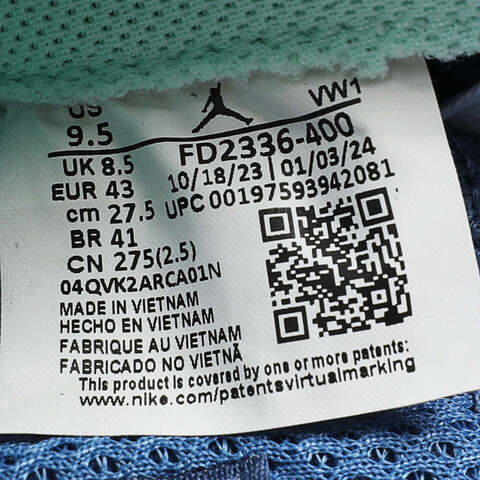 US VW1
9.5 FD2336-400
UK 8.5 10/18/23 01/03/24
EUR 43 UPC 00197593942081
cm 27.5
BR 41
CN 275(2.5)
04QVK2ARCA01N
MADE IN VIETNAM
HECHO EN VIETNAM
FABRIQUE AU VIETNAM
FABRICADO NO VIETNÃ
This product is covered by one or more patents:
www.nike.com/patentsvirtualmarking